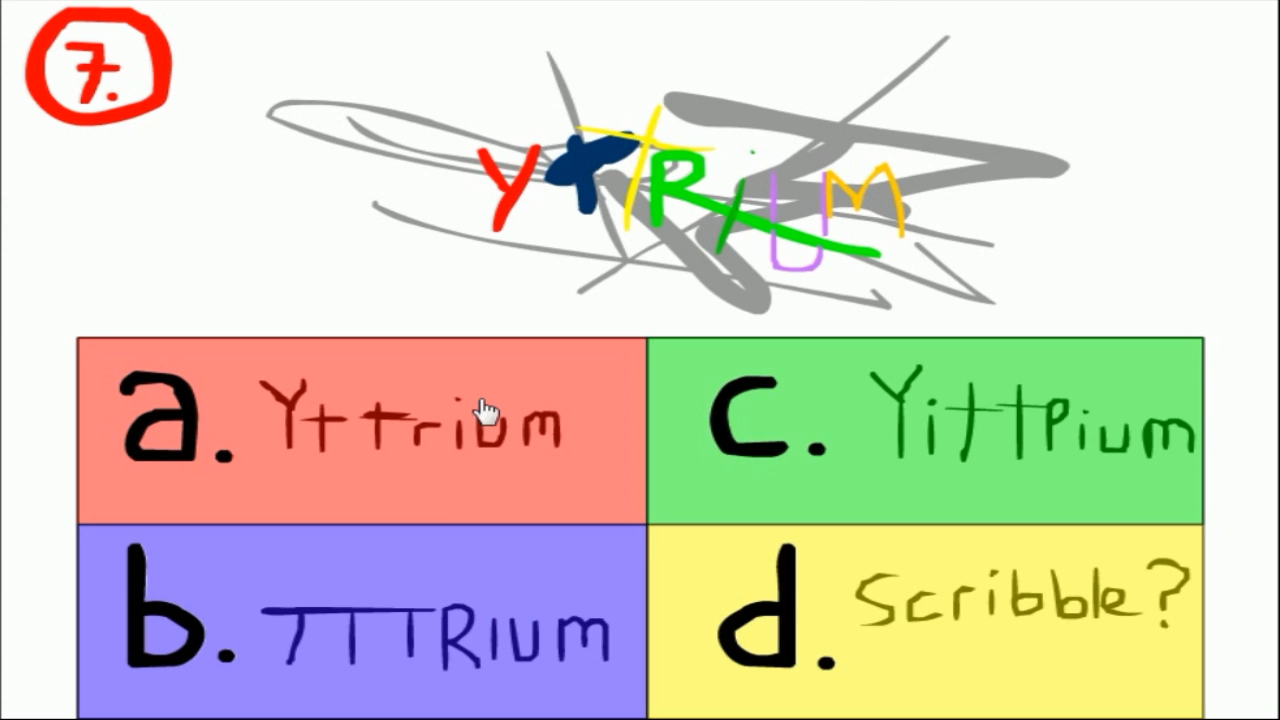 7.
YTTRIUM
a. Yttrium
c. YittPium
b. TTTRIUM
d. Scribble?